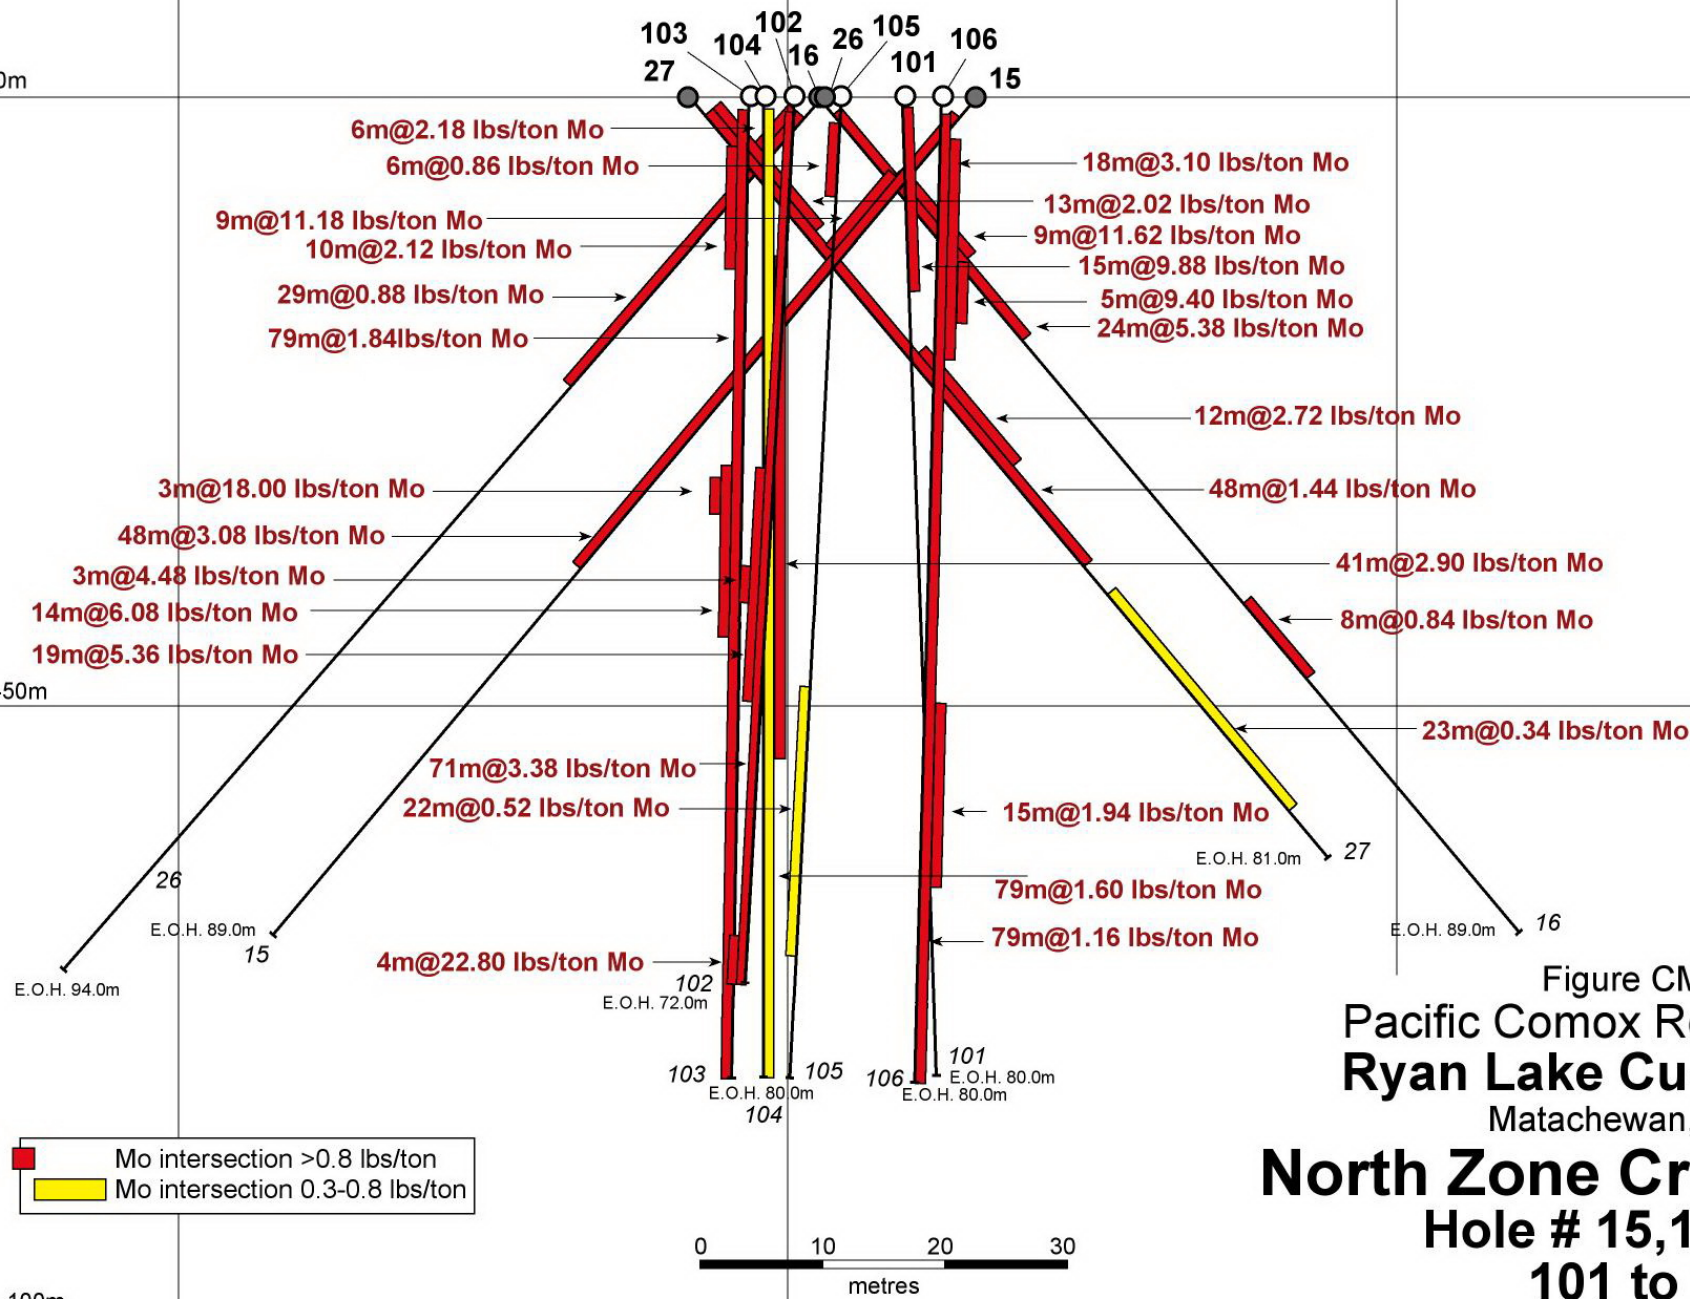 102
103
104
16
26
105
101
106
27
15
0m
6m@2.18 lbs/ton Mo
6m@0.86 lbs/ton Mo
18m@3.10 lbs/ton Mo
13m@2.02 lbs/ton Mo
9m@11.18 lbs/ton Mo
9m@11.62 lbs/ton Mo
10m@2.12 lbs/ton Mo
15m@9.88 lbs/ton Mo
29m@0.88 lbs/ton Mo
5m@9.40 lbs/ton Mo
79m@1.84lbs/ton Mo
24m@5.38 lbs/ton Mo
12m@2.72 lbs/ton Mo
3m@18.00 lbs/ton Mo
48m@1.44 lbs/ton Mo
48m@3.08 lbs/ton Mo
41m@2.90 lbs/ton Mo
3m@4.48 lbs/ton Mo
14m@6.08 lbs/ton Mo
8m@0.84 lbs/ton Mo
19m@5.36 lbs/ton Mo
-50m
23m@0.34 lbs/ton Mo
71m@3.38 lbs/ton Mo
22m@0.52 lbs/ton Mo
15m@1.94 lbs/ton Mo
E.O.H. 81.0m
27
26
79m@1.60 lbs/ton Mo
E.O.H. 89.0m
15
E.O.H. 89.0m
16
79m@1.16 lbs/ton Mo
4m@22.80 lbs/ton Mo
E.O.H. 94.0m
102
E.O.H. 72.0m
103
E.O.H. 80.0m
104
105
106
101
E.O.H. 80.0m
E.O.H. 80.0m
Figure CM
Pacific Comox R
Ryan Lake Cu
Matachewan
North Zone Cr
Hole # 15,1
101 to
Mo intersection >0.8 lbs/ton
Mo intersection 0.3-0.8 lbs/ton
0 10 20 30
metres